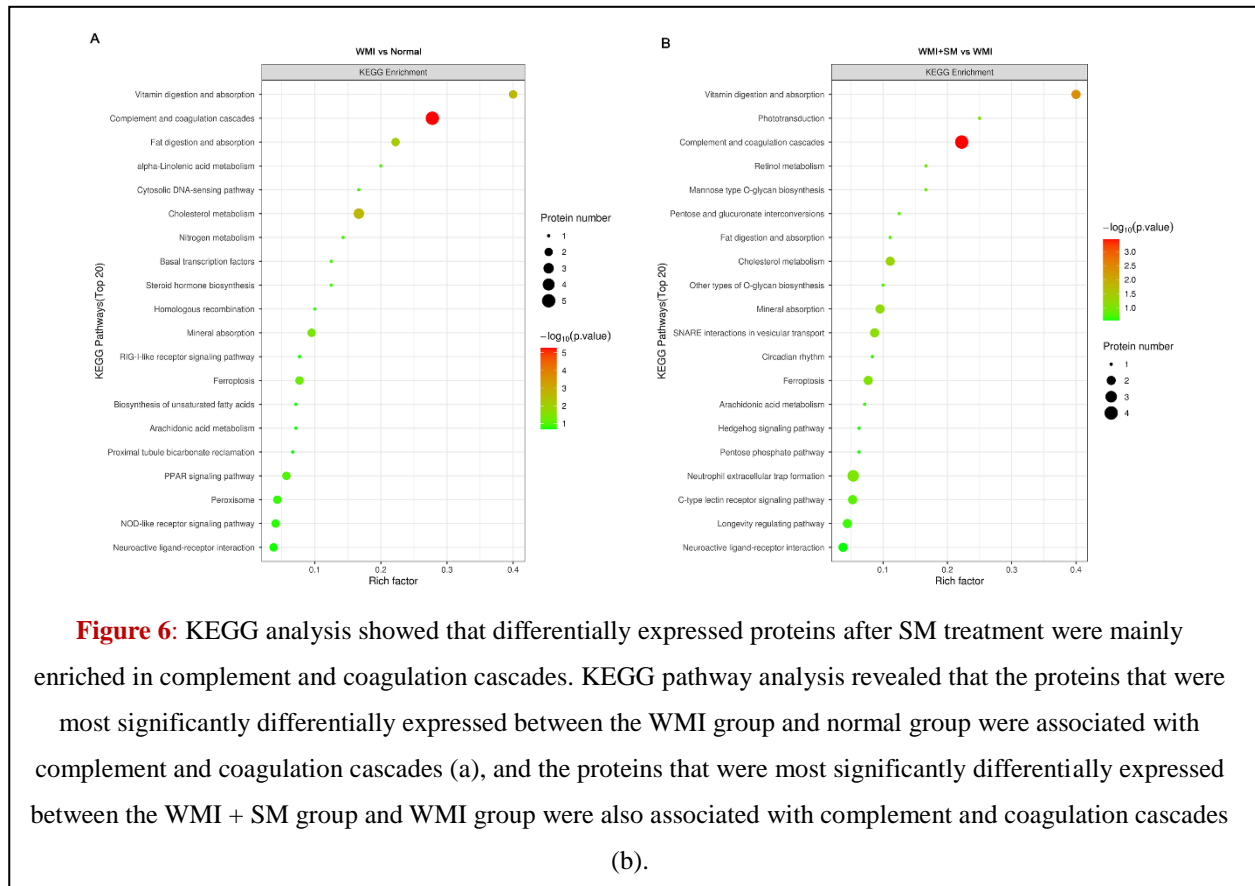 A
WMI vs Normal
KEGG Enrichment
KEGG Pathways(Top 20)
Vitamin digestion and absorption
Complement and coagulation cascades
Fat digestion and absorption
alpha-Linolenic acid metabolism
Cytosolic DNA-sensing pathway
Cholesterol metabolism
Nitrogen metabolism
Basal transcription factors
Steroid hormone biosynthesis
Homologous recombination
Mineral absorption
RIG-I-like receptor signaling pathway
Ferroptosis
Biosynthesis of unsaturated fatty acids
Arachidonic acid metabolism
Proximal tubule bicarbonate reclamation
PPAR signaling pathway
Peroxisome
NOD-like receptor signaling pathway
Neuroactive ligand-receptor interaction
0.1 0.2 0.3 0.4
Rich factor
Protein number
1
2
3
4
5
−log10(p.value)
5
4
3
2
1
B
WMI+SM vs WMI
KEGG Enrichment
KEGG Pathways(Top 20)
Vitamin digestion and absorption
Phototransduction
Complement and coagulation cascades
Retinol metabolism
Mannose type O-glycan biosynthesis
Pentose and glucuronate interconversions
Fat digestion and absorption
Cholesterol metabolism
Other types of O-glycan biosynthesis
Mineral absorption
SNARE interactions in vesicular transport
Circadian rhythm
Ferroptosis
Arachidonic acid metabolism
Hedgehog signaling pathway
Pentose phosphate pathway
Neutrophil extracellular trap formation
C-type lectin receptor signaling pathway
Longevity regulating pathway
Neuroactive ligand-receptor interaction
0.1 0.2 0.3 0.4
Rich factor
−log10(p.value)
3.0
2.5
2.0
1.5
1.0
Protein number
1
2
3
4
Figure 6: KEGG analysis showed that differentially expressed proteins after SM treatment were mainly
enriched in complement and coagulation cascades. KEGG pathway analysis revealed that the proteins that were
most significantly differentially expressed between the WMI group and normal group were associated with
complement and coagulation cascades (a), and the proteins that were most significantly differentially expressed
between the WMI + SM group and WMI group were also associated with complement and coagulation cascades
(b).